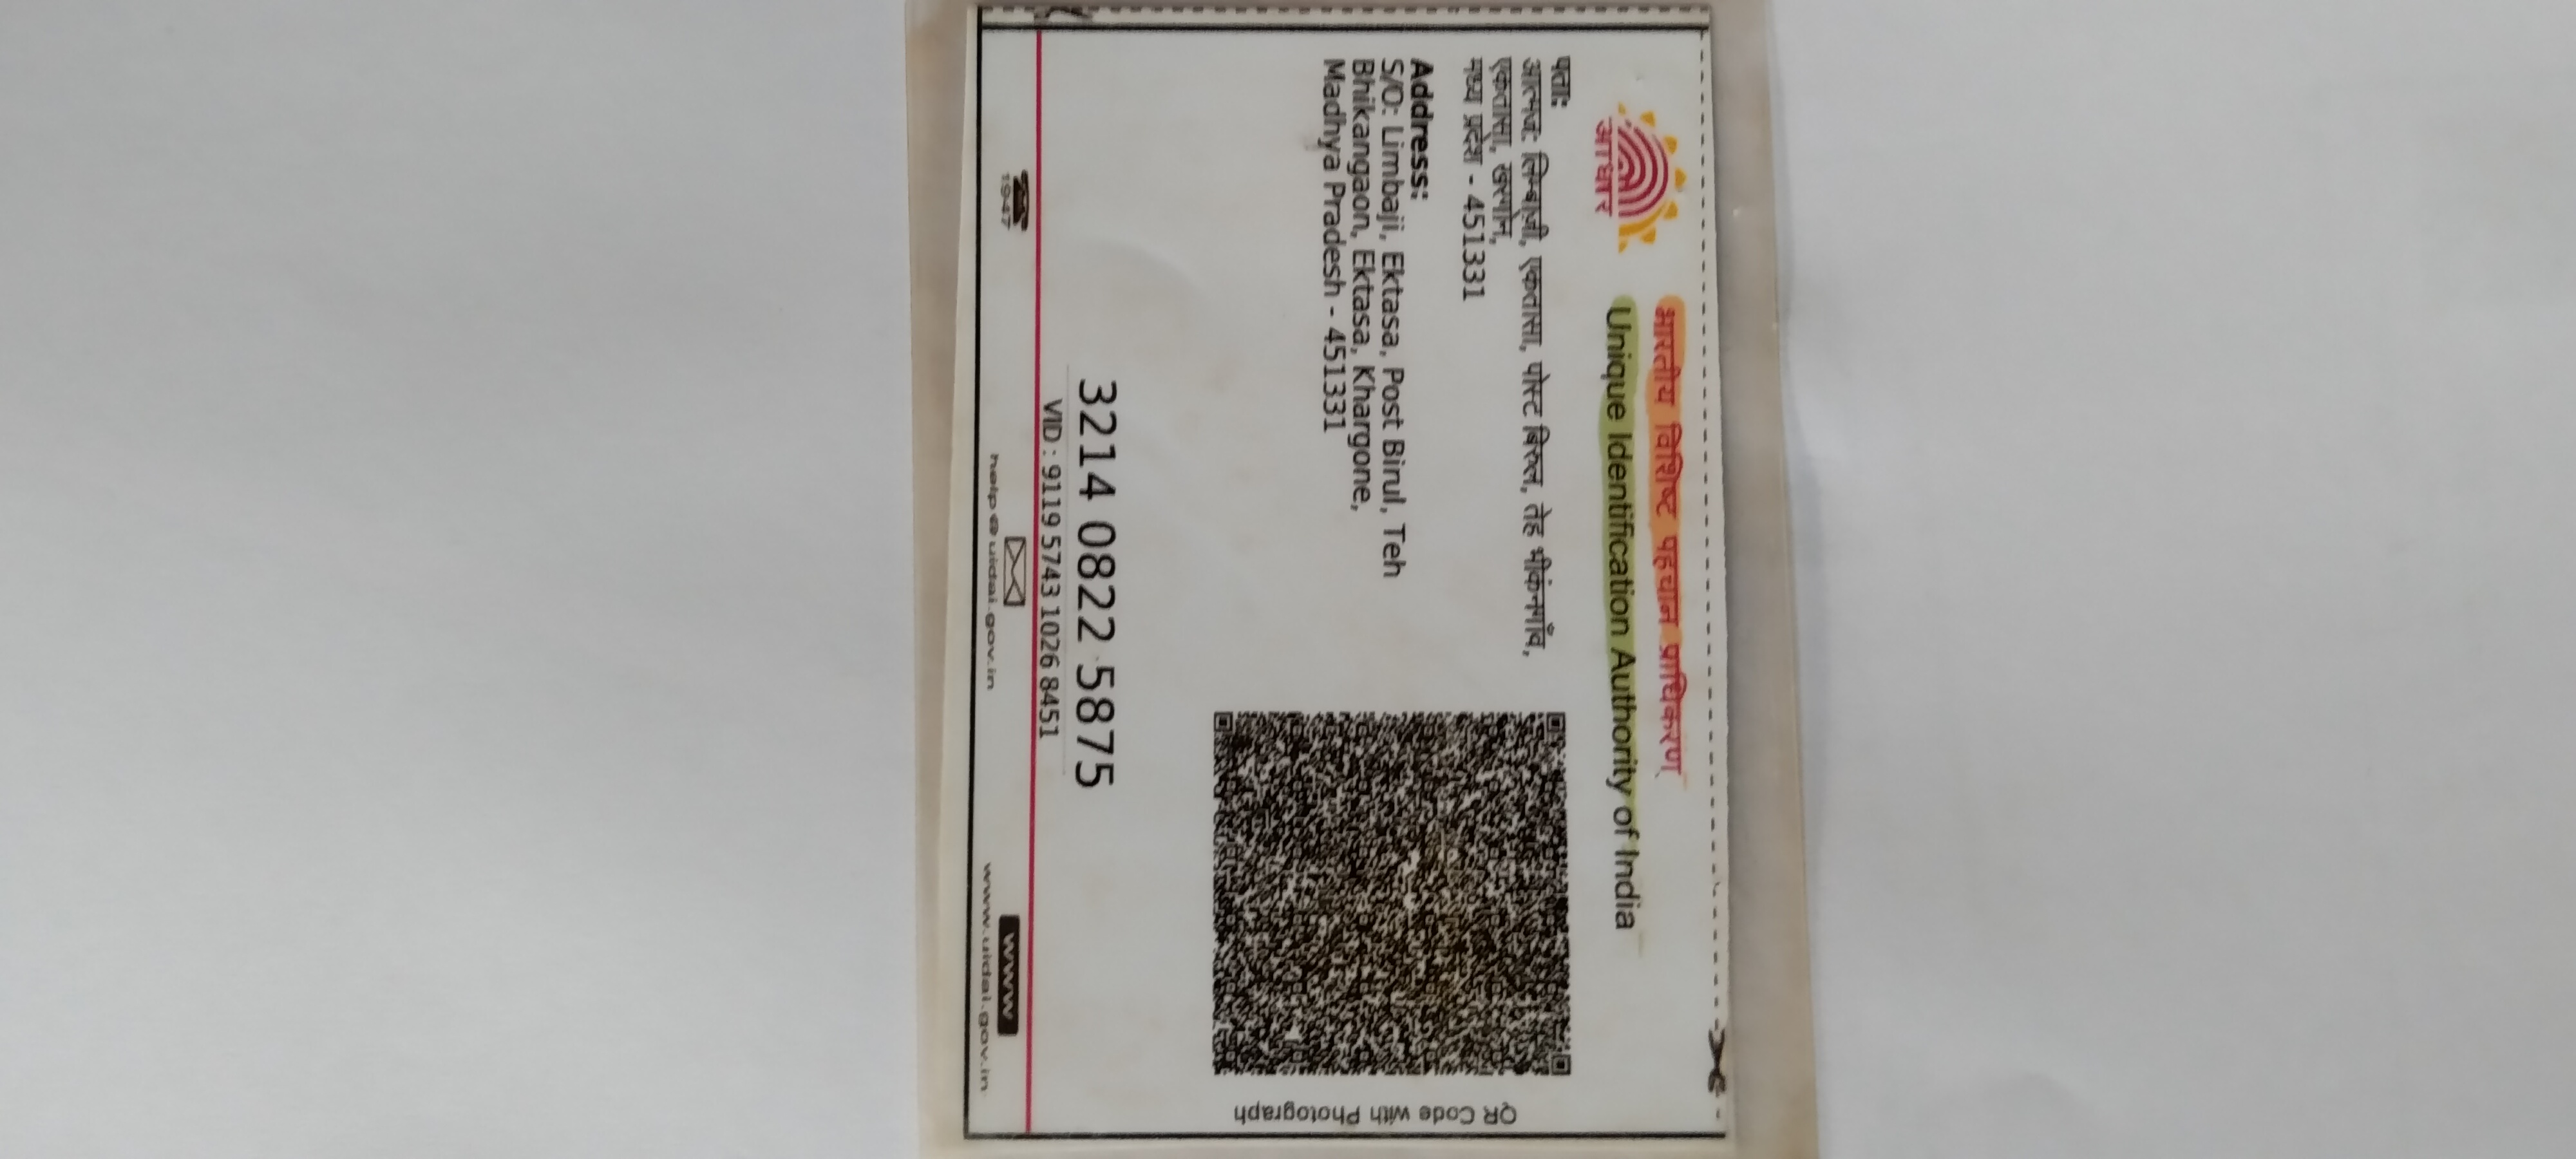 भारतीय विशिष्ट पहचान प्राधिकरण
Unique Identification Authority of India
आधार
पता:
आत्मज: लिम्बाजी, एकतासा, पोस्ट बिरुल, तेह भीकंनगाँव,
एकतासा, खरगोन,
मध्य प्रदेश - 451331
Address:
S/O: Limbaji, Ektasa, Post Birul, Teh
Bhikangaon, Ektasa, Khargone,
Madhya Pradesh - 451331
QR Code with Photograph
3214 0822 5875
VID : 9119 5743 1026 8451
1947
help@uidai.gov.in
www
www.uidai.gov.in